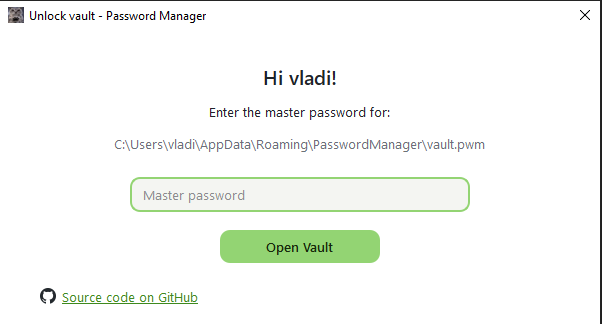 Unlock vault - Password Manager
Hi vladi!
Enter the master password for:
C:\Users\vladi\AppData\Roaming\PasswordManager\vault.pwm
Master password
Open Vault
Source code on GitHub